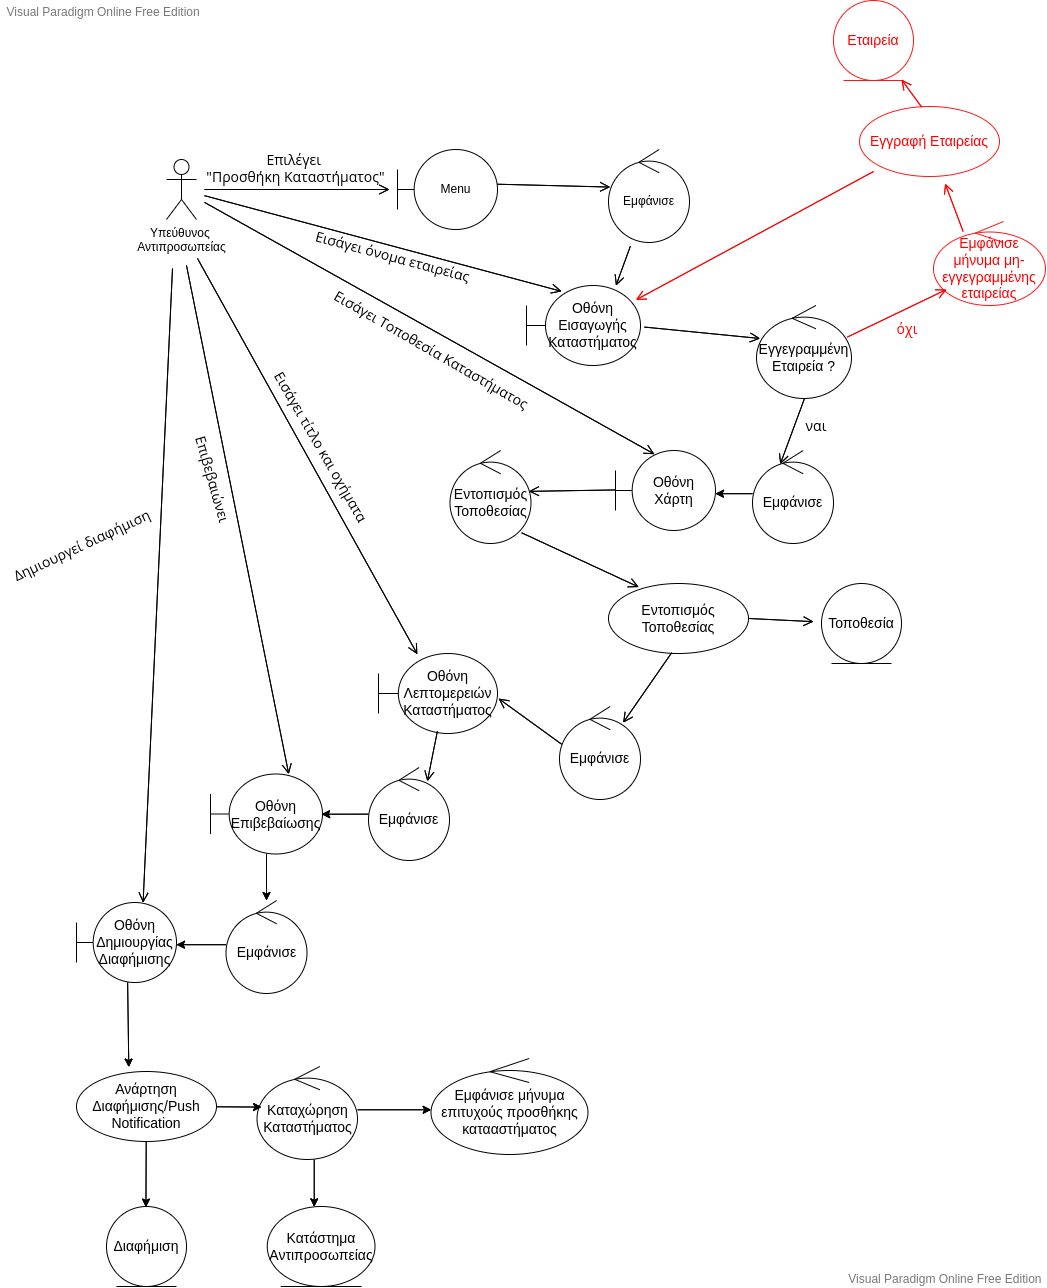 Visual Paradigm Online Free Edition
Εταιρεία
Εγγραφή Εταιρείας
Επιλέγει
"Προσθήκη Καταστήματος"
Menu
Εμφάνισε
Υπεύθυνος
Αντιπροσωπείας
Εισάγει όνομα εταιρείας
Εμφάνισε
μήνυμα μη-
εγγεγραμμένης
εταιρείας
Οθόνη
Εισαγωγής
Καταστήματος
Εισάγει Τοποθεσία Καταστήματος
όχι
Εγγεγραμμένη
Εταιρεία ?
Εισάγει τίτλο και οχήματα
ναι
Επιβεβαιώνει
Εντοπισμός
Τοποθεσίας
Οθόνη
Χάρτη
Εμφάνισε
Δημιουργεί διαφήμιση
Εντοπισμός
Τοποθεσίας
Τοποθεσία
Οθόνη
Λεπτομερειών
Καταστήματος
Εμφάνισε
Οθόνη
Επιβεβαίωσης
Εμφάνισε
Οθόνη
Δημιουργίας
Διαφήμισης
Εμφάνισε
Ανάρτηση
Διαφήμισης/Push
Notification
Καταχώρηση
Καταστήματος
Εμφάνισε μήνυμα
επιτυχούς προσθήκης
κατααστήματος
Διαφήμιση
Κατάστημα
Αντιπροσωπείας
Visual Paradigm Online Free Edition